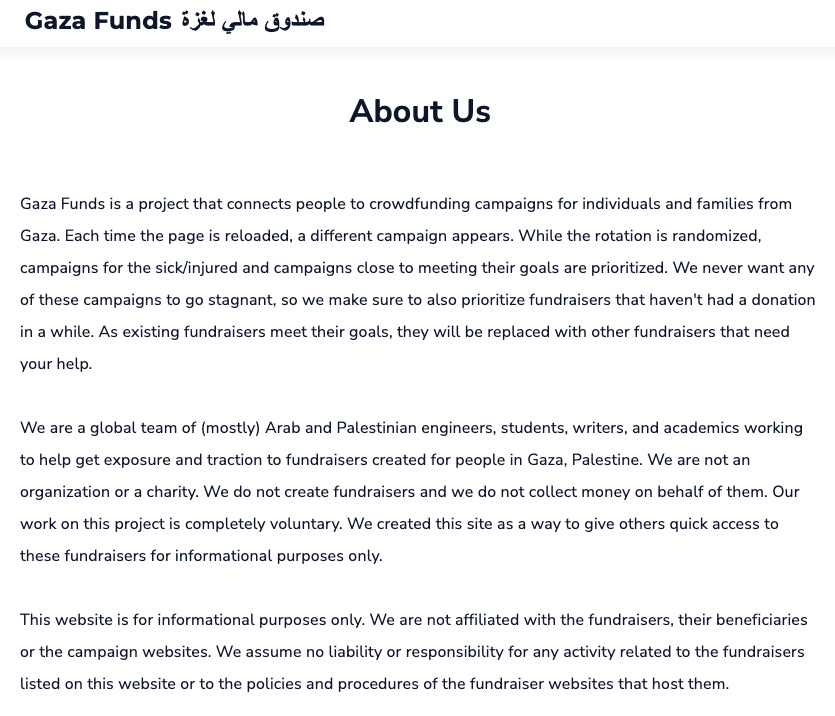 Gaza Funds صندوق مالي لغزة
About Us
Gaza Funds is a project that connects people to crowdfunding campaigns for individuals and families from
Gaza. Each time the page is reloaded, a different campaign appears. While the rotation is randomized,
campaigns for the sick/injured and campaigns close to meeting their goals are prioritized. We never want any
of these campaigns to go stagnant, so we make sure to also prioritize fundraisers that haven't had a donation
in a while. As existing fundraisers meet their goals, they will be replaced with other fundraisers that need
your help.
We are a global team of (mostly) Arab and Palestinian engineers, students, writers, and academics working
to help get exposure and traction to fundraisers created for people in Gaza, Palestine. We are not an
organization or a charity. We do not create fundraisers and we do not collect money on behalf of them. Our
work on this project is completely voluntary. We created this site as a way to give others quick access to
these fundraisers for informational purposes only.
This website is for informational purposes only. We are not affiliated with the fundraisers, their beneficiaries
or the campaign websites. We assume no liability or responsibility for any activity related to the fundraisers
listed on this website or to the policies and procedures of the fundraiser websites that host them.